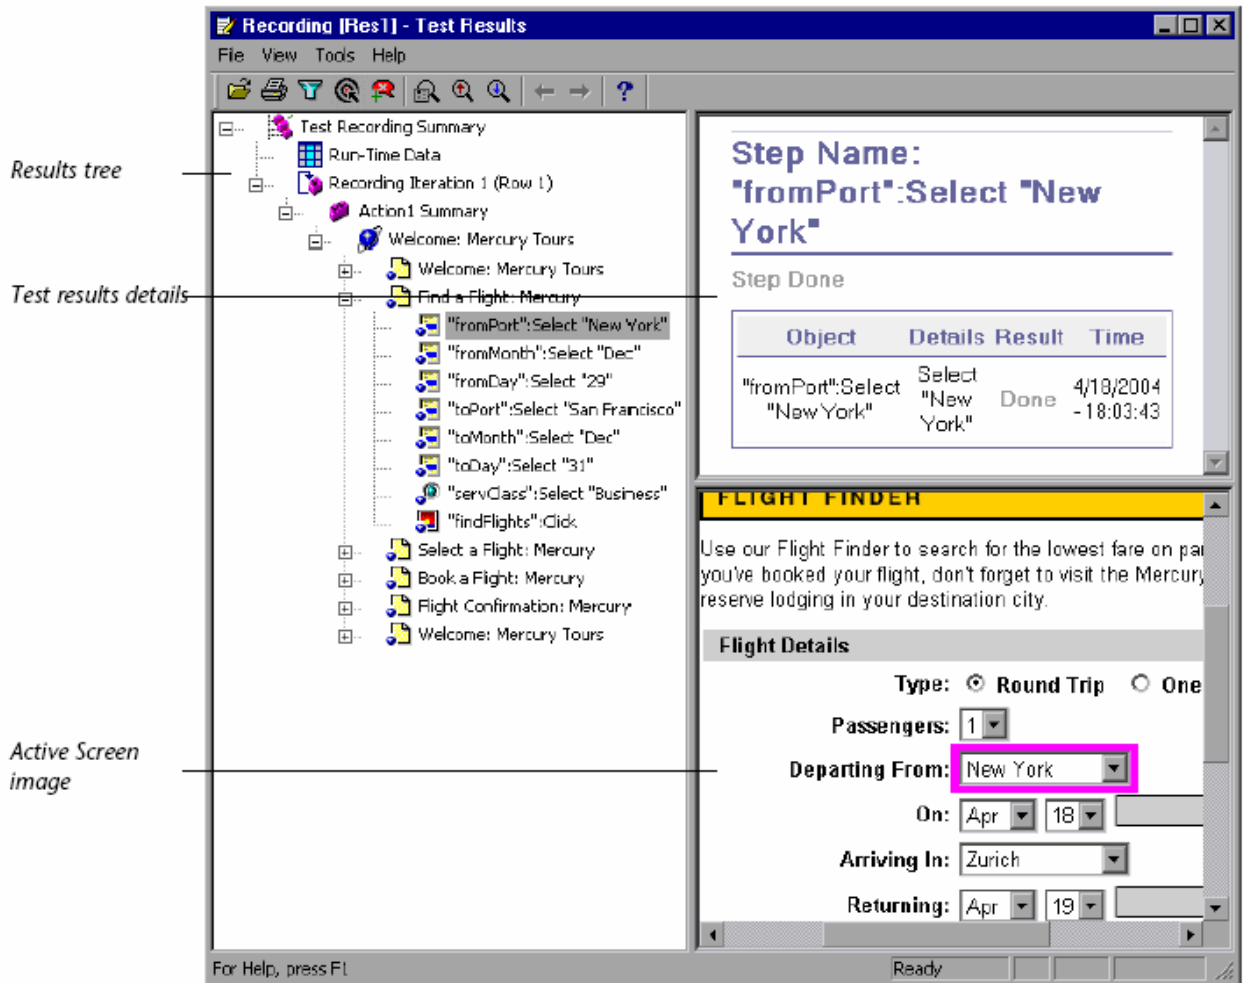 Recording [Res1] - Test Results
File View Tools Help
Results tree
Test results details
Active Screen
image
Test Recording Summary
Run-Time Data
Recording Iteration 1 (Row 1)
Action1 Summary
Welcome: Mercury Tours
Welcome: Mercury Tours
Find a Flight: Mercury
"fromPort":Select "New York"
"fromMonth":Select "Dec"
"fromDay":Select "29"
"toPort":Select "San Francisco"
"toMonth":Select "Dec"
"toDay":Select "31"
"servClass":Select "Business"
"findFlights":Click
Select a Flight: Mercury
Book a Flight: Mercury
Flight Confirmation: Mercury
Welcome: Mercury Tours
Step Name:
"fromPort":Select "New
York"
Step Done
Object Details Result Time
"fromPort":Select
"New York"
Select
"New
York"
Done
4/18/2004
- 18:03:43
FLIGHT FINDER
Use our Flight Finder to search for the lowest fare on par
you've booked your flight, don't forget to visit the Mercury
reserve lodging in your destination city.
Flight Details
Type: Round Trip One
Passengers: 1
Departing From: New York
On: Apr 18
Arriving In: Zurich
Returning: Apr 19
For Help, press F1
Ready